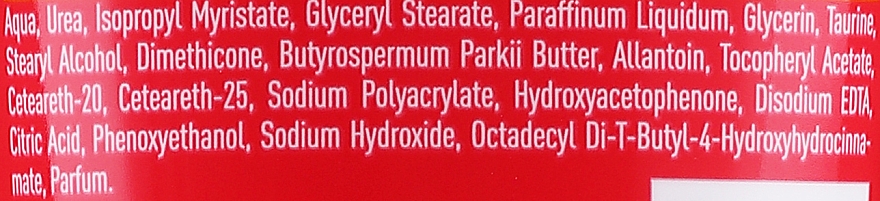 Aqua, Urea, Isopropyl Myristate, Glyceryl Stearate, Paraffinum Liquidum, Glycerin, Taurine,
Stearyl Alcohol, Dimethicone, Butyrospermum Parkii Butter, Allantoin, Tocopheryl Acetate,
Ceteareth-20, Ceteareth-25, Sodium Polyacrylate, Hydroxyacetophenone, Disodium EDTA,
Citric Acid, Phenoxyethanol, Sodium Hydroxide, Octadecyl Di-T-Butyl-4-Hydroxyhydrocinna-
mate, Parfum.